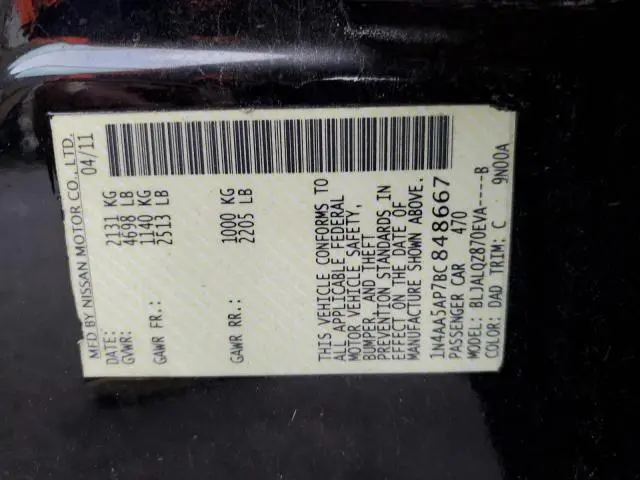 MFD BY NISSAN MOTOR CO., LTD.
DATE: 04/11
GVWR: 2131 KG
4698 LB
GAWR FR.: 1140 KG
2513 LB
GAWR RR.: 1000 KG
2205 LB
THIS VEHICLE CONFORMS TO
ALL APPLICABLE FEDERAL
MOTOR VEHICLE SAFETY,
BUMPER, AND THEFT
PREVENTION STANDARDS IN
EFFECT ON THE DATE OF
MANUFACTURE SHOWN ABOVE.
1N4AA5AP7BC848667
PASSENGER CAR 470
MODEL: BLJALQZ870EVA----B
COLOR: DAD TRIM: C 9N00A